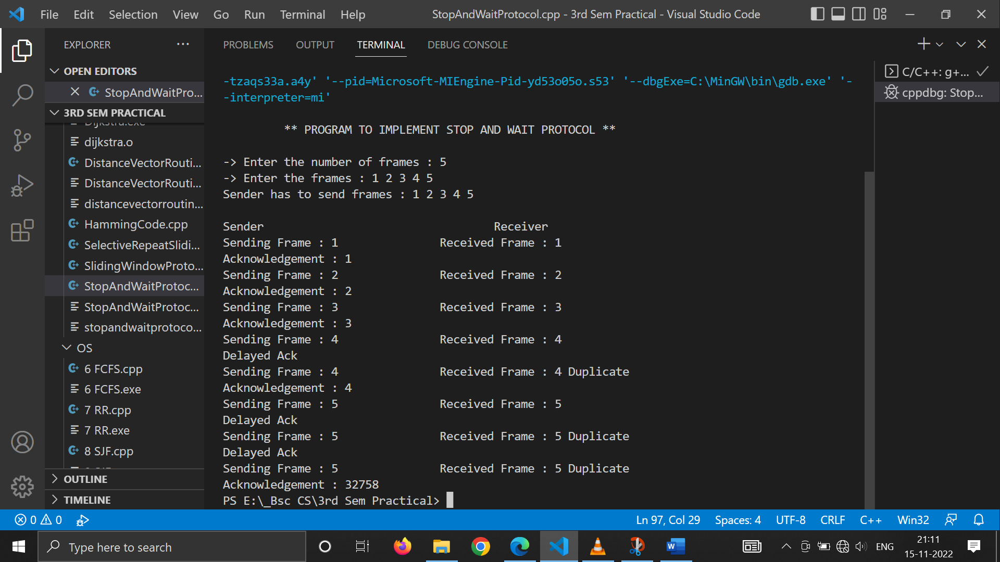 File Edit Selection View Go Run Terminal Help StopAndWaitProtocol.cpp - 3rd Sem Practical - Visual Studio Code
EXPLORER ···
OPEN EDITORS
StopAndWaitPro...
3RD SEM PRACTICAL
Dijkstra.exe
dijkstra.o
DistanceVectorRouti...
DistanceVectorRouti...
distancevectorroutin...
HammingCode.cpp
SelectiveRepeatSlidi...
SlidingWindowProto...
StopAndWaitProtoc...
StopAndWaitProtoc...
stopandwaitprotoco...
OS
6 FCFS.cpp
6 FCFS.exe
7 RR.cpp
7 RR.exe
8 SJF.cpp
OUTLINE
TIMELINE
PROBLEMS OUTPUT TERMINAL DEBUG CONSOLE
-tzaqs33a.a4y' '--pid=Microsoft-MIEngine-Pid-yd53o05o.s53' '--dbgExe=C:\MinGW\bin\gdb.exe' '-
-interpreter=mi'
** PROGRAM TO IMPLEMENT STOP AND WAIT PROTOCOL **
-> Enter the number of frames : 5
-> Enter the frames : 1 2 3 4 5
Sender has to send frames : 1 2 3 4 5
Sender Receiver
Sending Frame : 1 Received Frame : 1
Acknowledgement : 1
Sending Frame : 2 Received Frame : 2
Acknowledgement : 2
Sending Frame : 3 Received Frame : 3
Acknowledgement : 3
Sending Frame : 4 Received Frame : 4
Delayed Ack
Sending Frame : 4 Received Frame : 4 Duplicate
Acknowledgement : 4
Sending Frame : 5 Received Frame : 5
Delayed Ack
Sending Frame : 5 Received Frame : 5 Duplicate
Delayed Ack
Sending Frame : 5 Received Frame : 5 Duplicate
Acknowledgement : 32758
PS E:\_Bsc CS\3rd Sem Practical>
C/C++: g+...
cppdbg: Stop...
0 0 Ln 97, Col 29 Spaces: 4 UTF-8 CRLF C++ Win32
Type here to search W ENG 21:11
15-11-2022